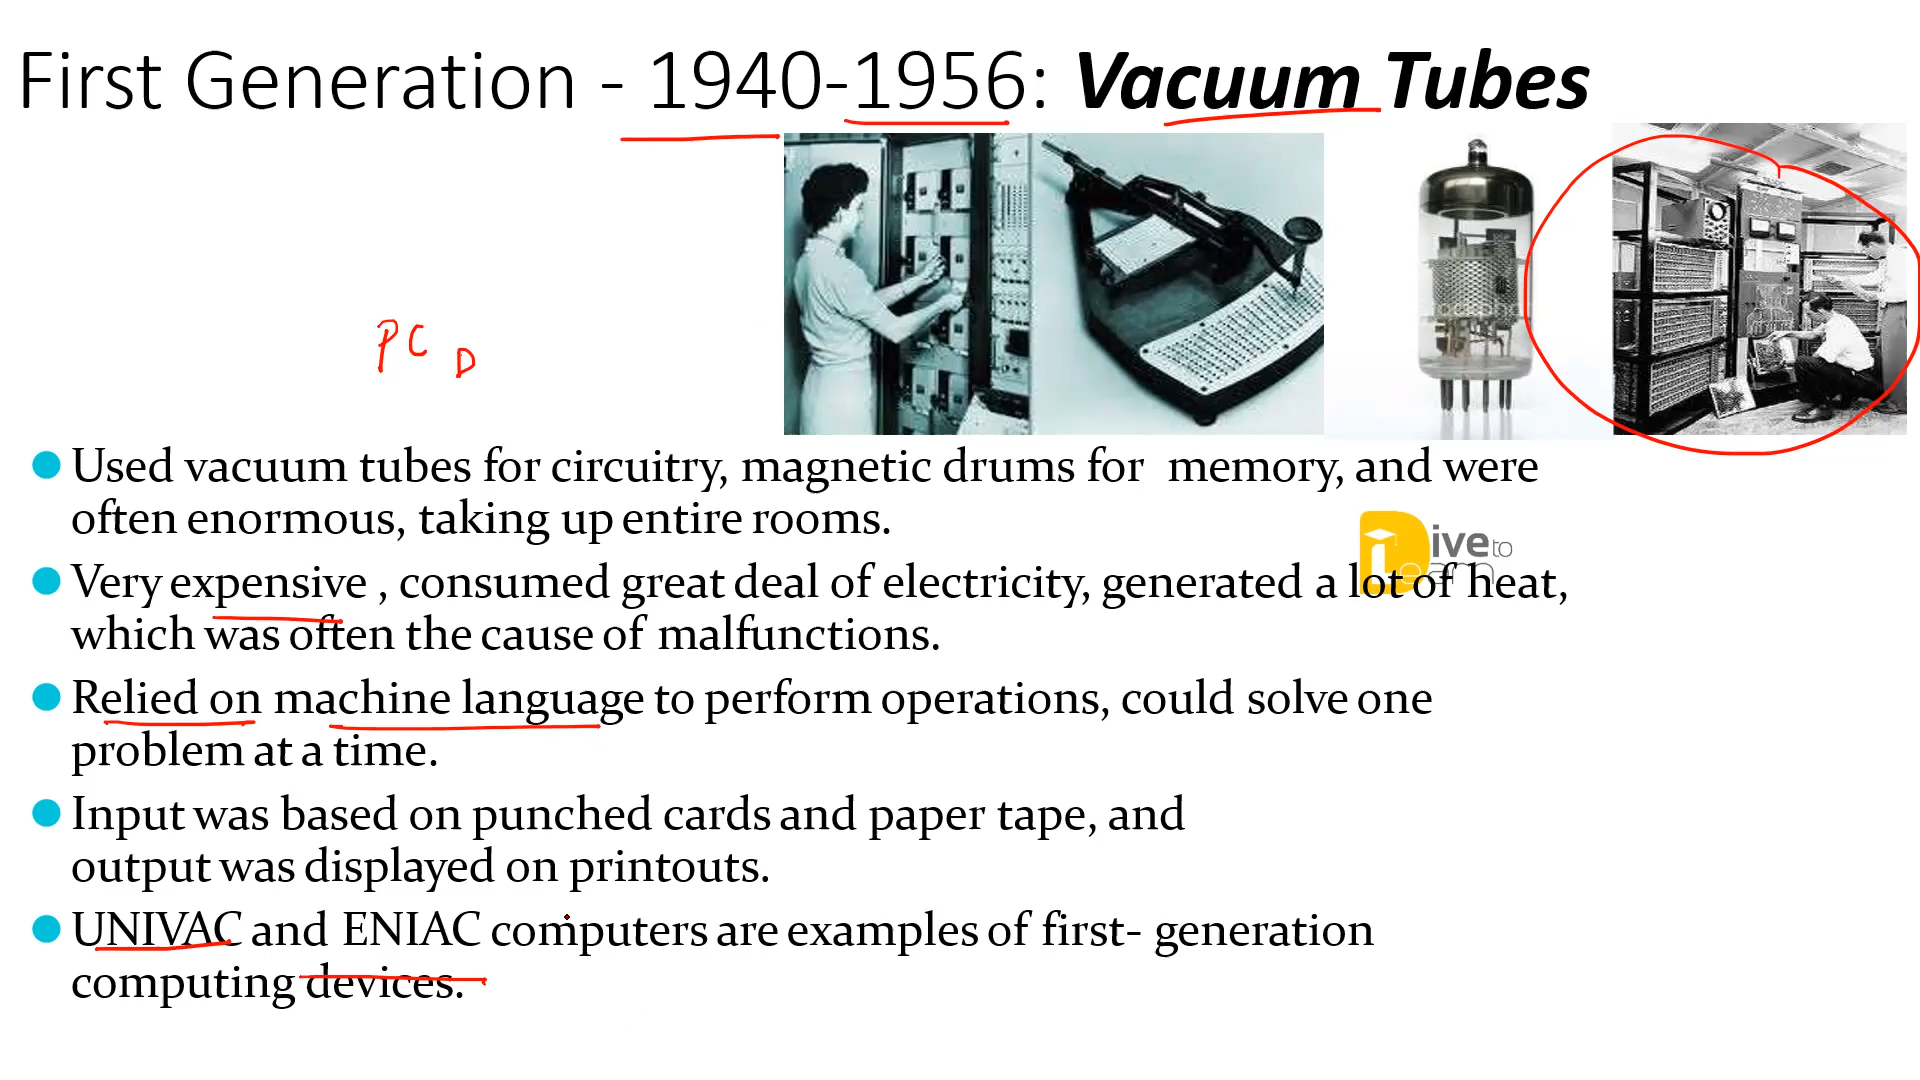 First Generation - 1940-1956: Vacuum Tubes
PC D
Used vacuum tubes for circuitry, magnetic drums for memory, and were
often enormous, taking up entire rooms.
Dive to
Learn
Very expensive , consumed great deal of electricity, generated a lot of heat,
which was often the cause of malfunctions.
Relied on machine language to perform operations, could solve one
problem at a time.
Input was based on punched cards and paper tape, and
output was displayed on printouts.
UNIVAC and ENIAC computers are examples of first- generation
computing devices.